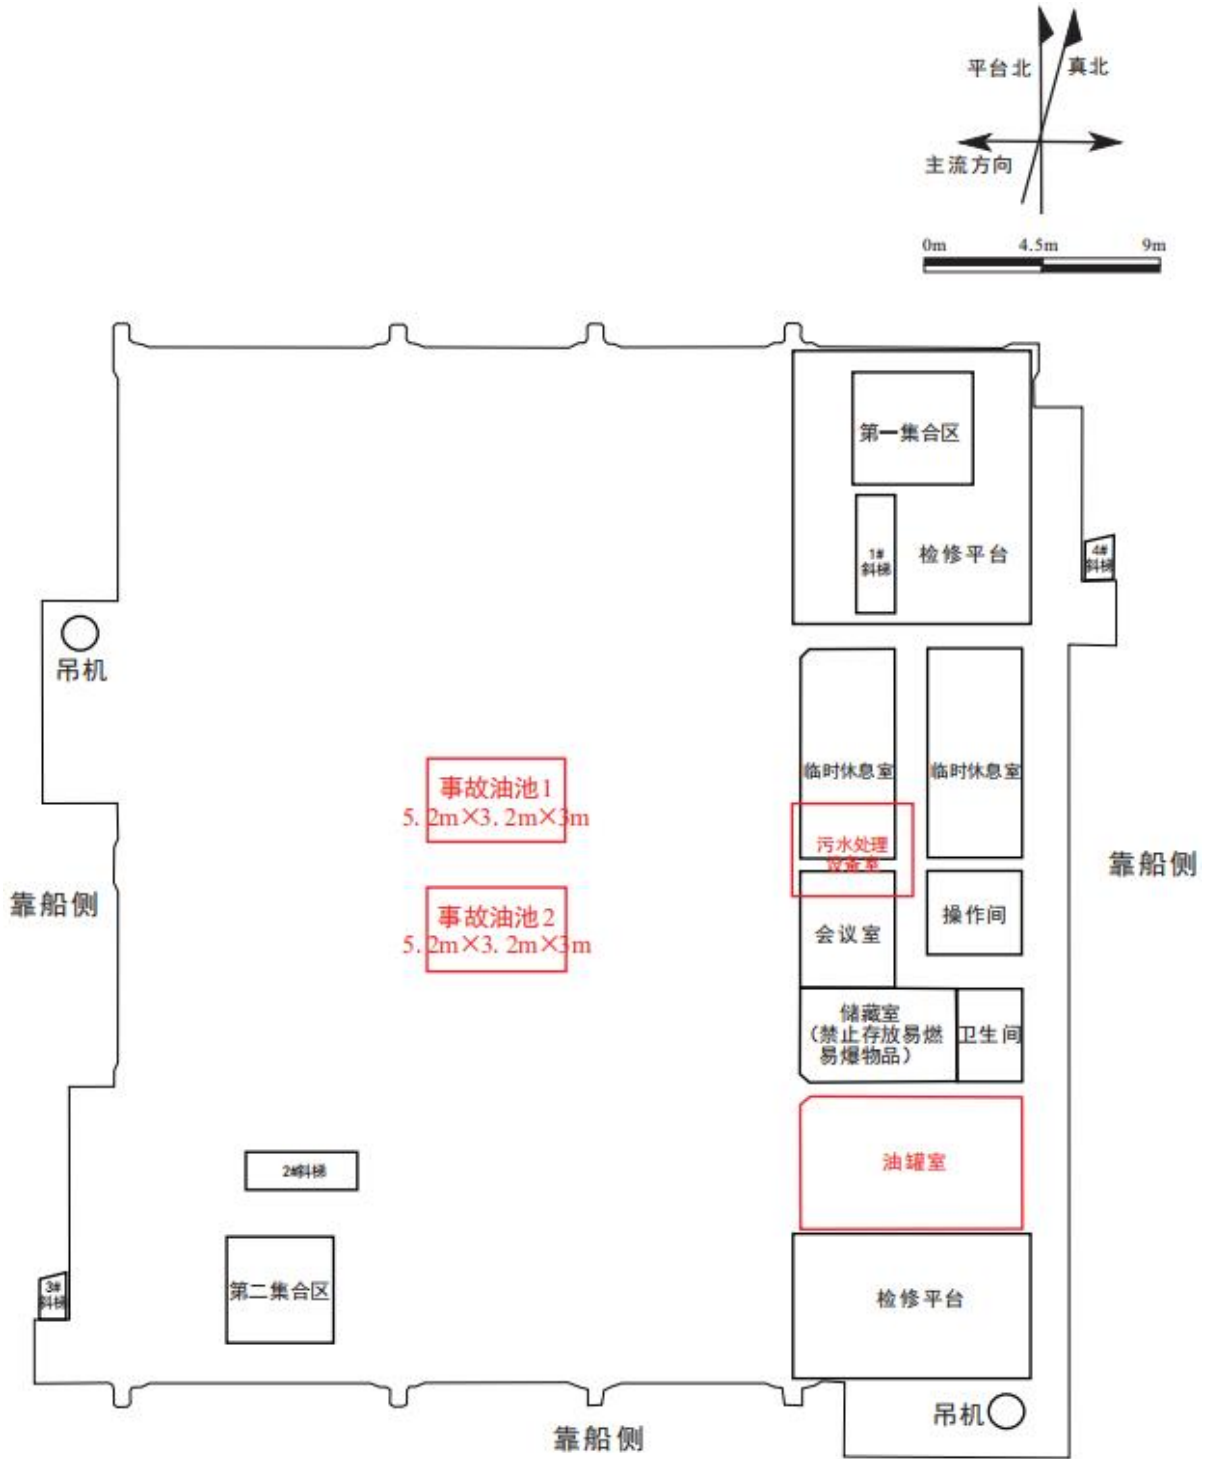 平台北
真北
主流方向
0m 4.5m 9m
第一集合区
1#
斜梯
检修平台
4#
斜梯
吊机
临时休息室
临时休息室
事故油池1
5.2m×3.2m×3m
污水处理
设备室
靠船侧
靠船侧
事故油池2
5.2m×3.2m×3m
会议室
操作间
储藏室
（禁止存放易燃
易爆物品）
卫生间
油罐室
2#斜梯
第二集合区
3#
斜梯
检修平台
吊机
靠船侧